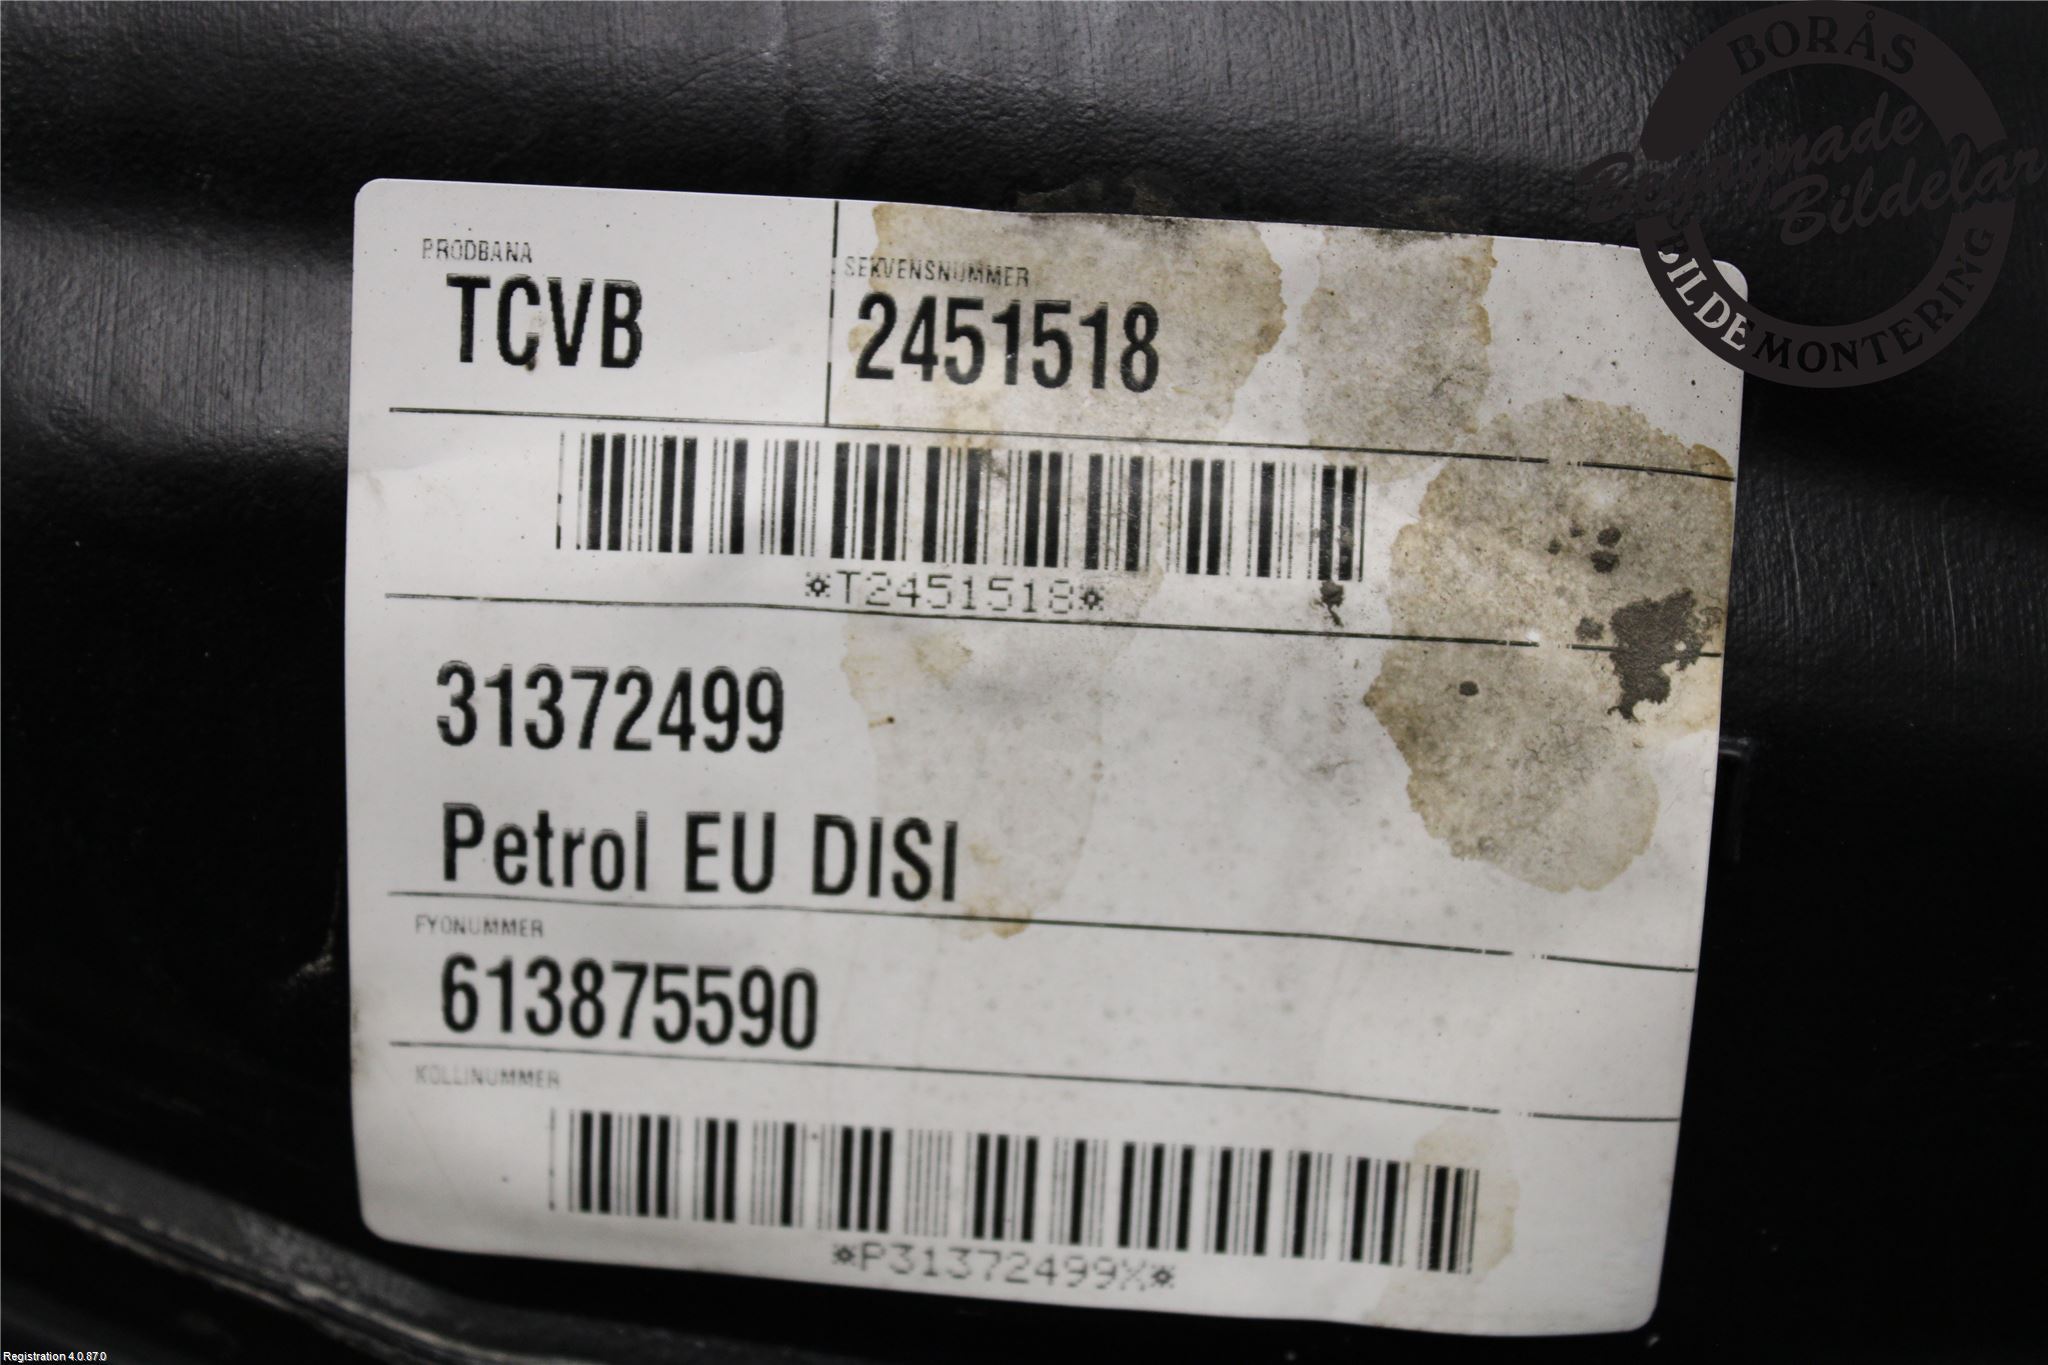 BORÅS
Begagnade
Bildelar
BILDEMONTERING
PRODBANA
SEKVENSNUMMER
TCVB
2451518
*T2451518*
31372499
Petrol EU DISI
FYONUMMER
613875590
KOLLINUMMER
*P31372499X*
Registration 4.0.87.0